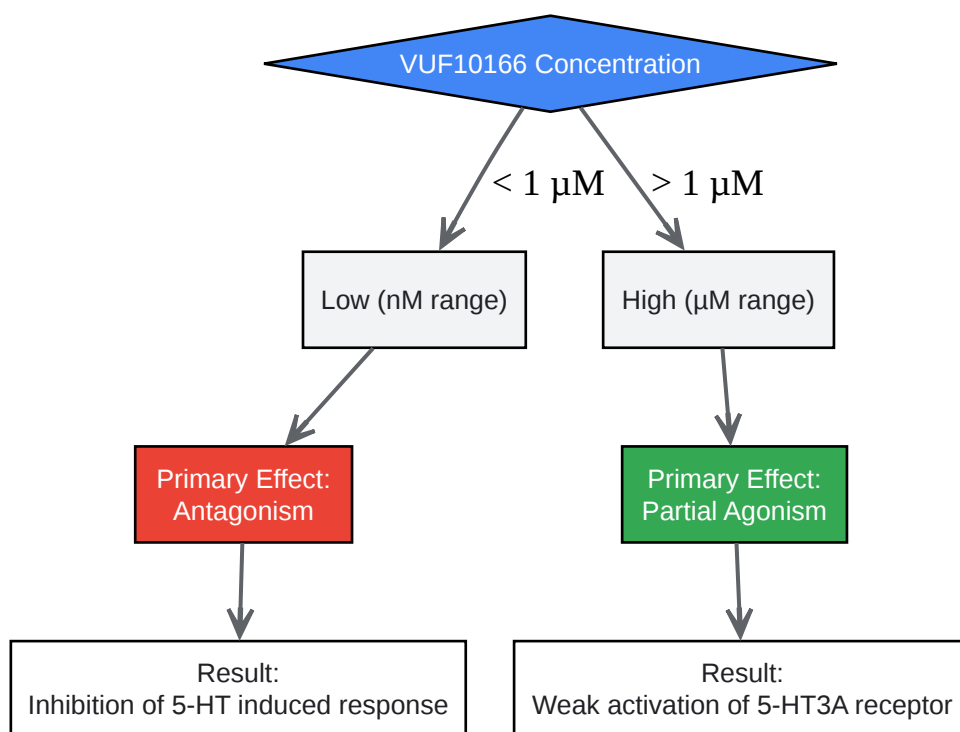 VUF10166 Concentration
< 1 µM
> 1 µM
Low (nM range)
High (µM range)
Primary Effect:
Antagonism
Primary Effect:
Partial Agonism
Result:
Inhibition of 5-HT induced response
Result:
Weak activation of 5-HT3A receptor